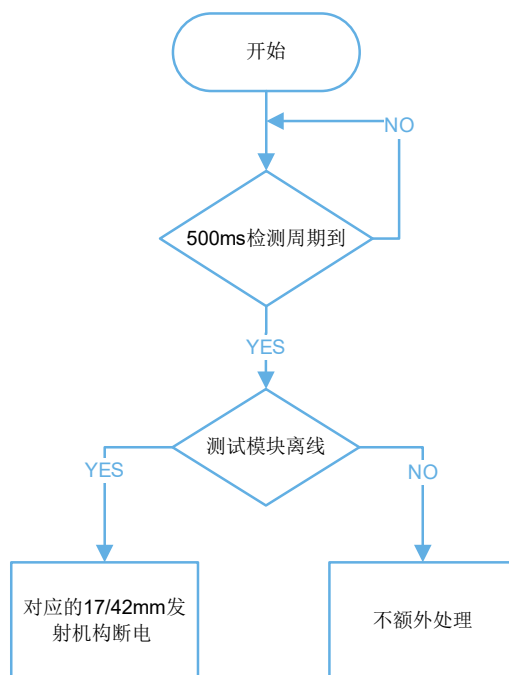 开始
NO
500ms检测周期到
YES
测试模块离线
YES
NO
对应的17/42mm发
射机构断电
不额外处理